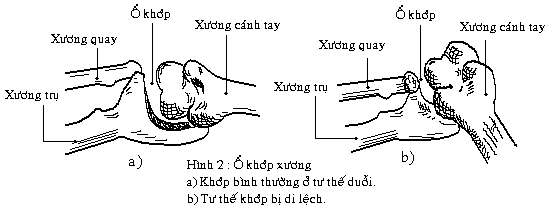 Ổ khớp
Xương cánh tay
Xương quay
Xương trụ
a)
Ổ khớp
Xương cánh tay
Xương quay
Xương trụ
b)
Hình 2 : Ổ khớp xương
a) Khớp bình thường ở tư thế duỗi.
b) Tư thế khớp bị di lệch.